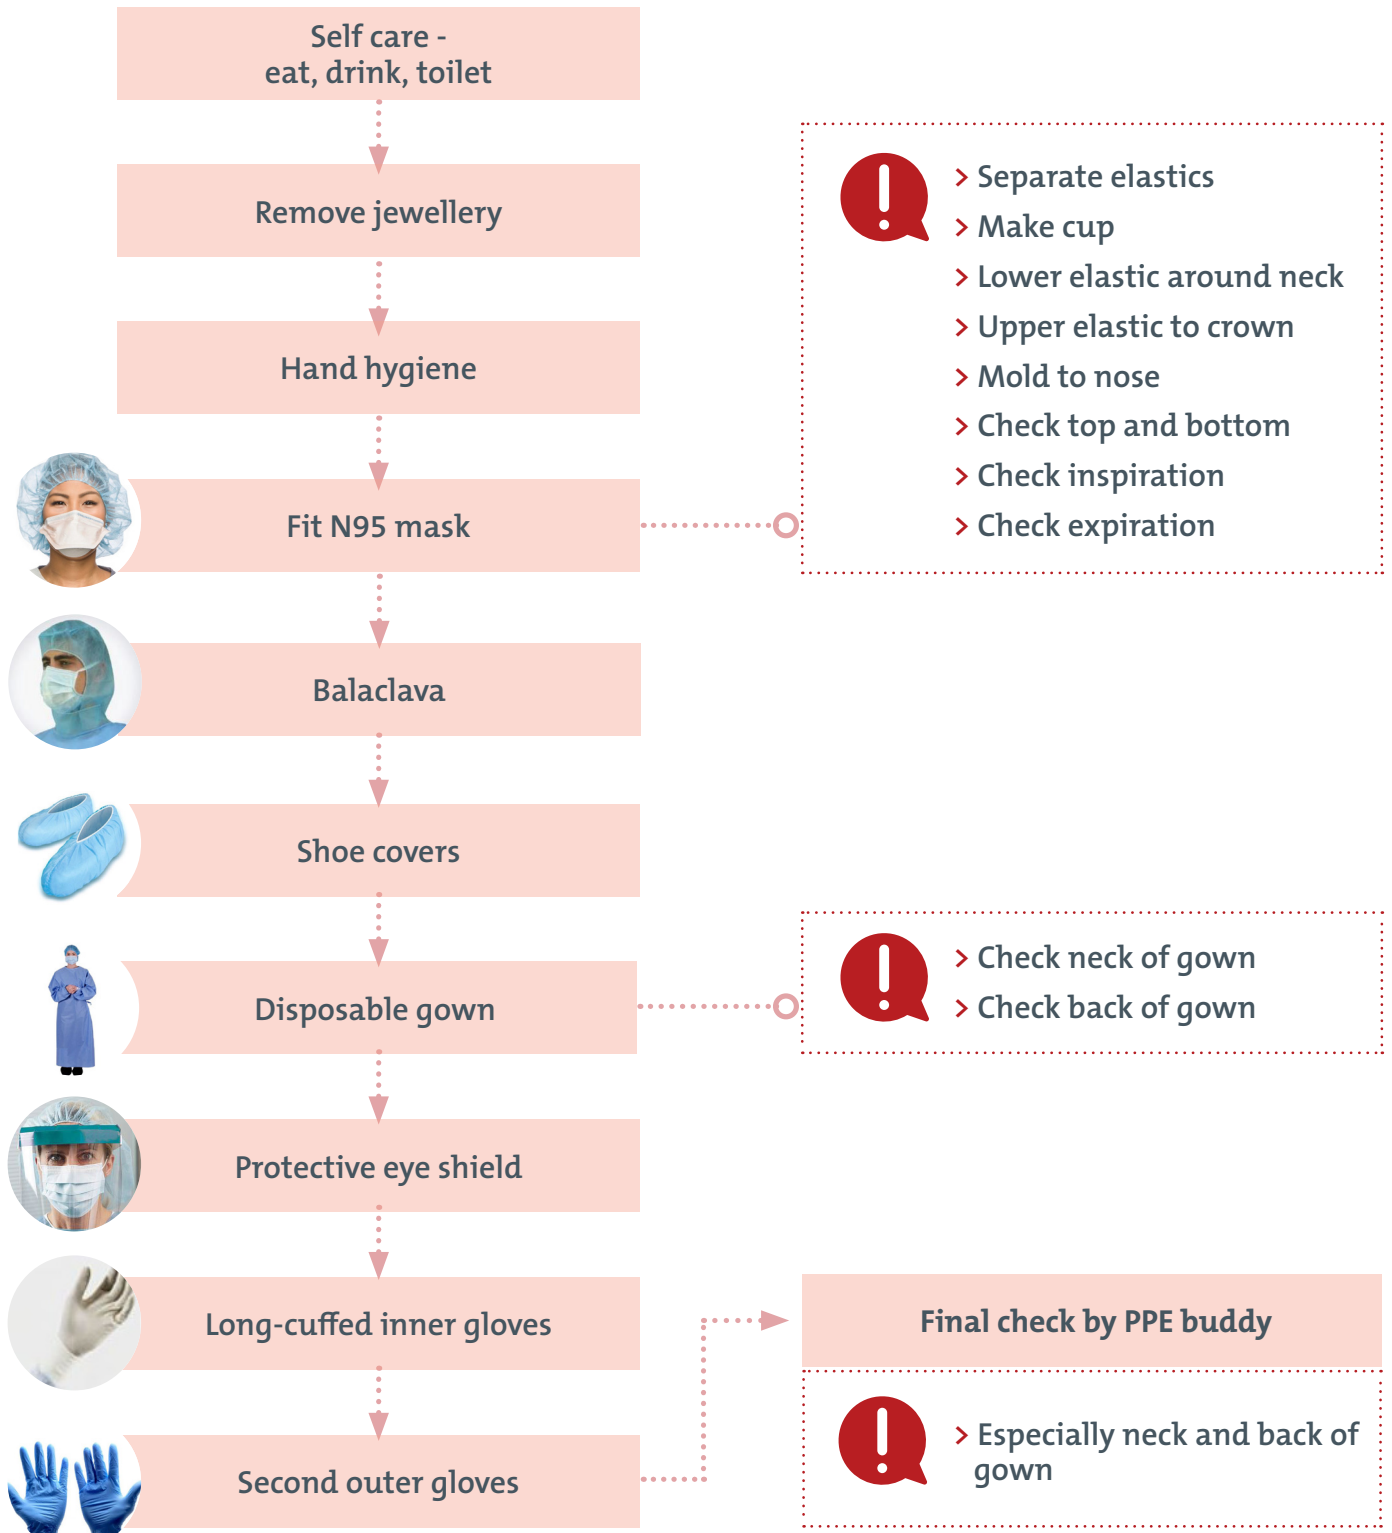 Self care -
eat, drink, toilet
Remove jewellery
Hand hygiene
Fit N95 mask
> Separate elastics
> Make cup
> Lower elastic around neck
> Upper elastic to crown
> Mold to nose
> Check top and bottom
> Check inspiration
> Check expiration
Balaclava
Shoe covers
Disposable gown
> Check neck of gown
> Check back of gown
Protective eye shield
Long-cuffed inner gloves
Second outer gloves
Final check by PPE buddy
> Especially neck and back of
gown